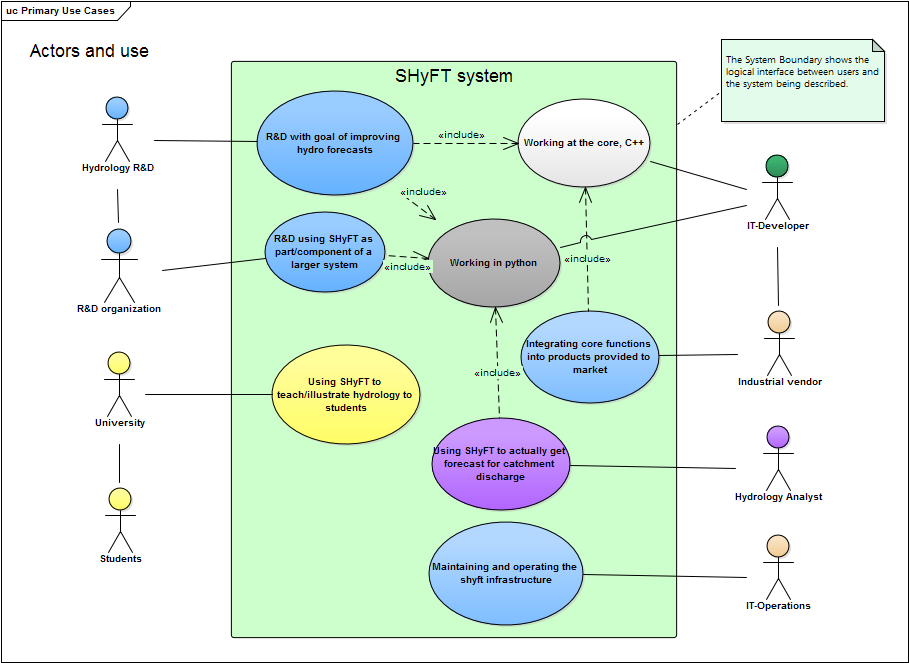 uc Primary Use Cases
Actors and use
SHyFT system
The System Boundary shows the
logical interface between users and
the system being described.
R&D with goal of improving
hydro forecasts
«include»
Working at the core, C++
Hydrology R&D
«include»
IT-Developer
R&D using SHyFT as
part/component of a
larger system
«include»
Working in python
«include»
R&D organization
Integrating core functions
into products provided to
market
Industrial vendor
«include»
Using SHyFT to
teach/illustrate hydrology to
students
University
Using SHyFT to actually get
forecast for catchment
discharge
Hydrology Analyst
Students
Maintaining and operating the
shyft infrastructure
IT-Operations